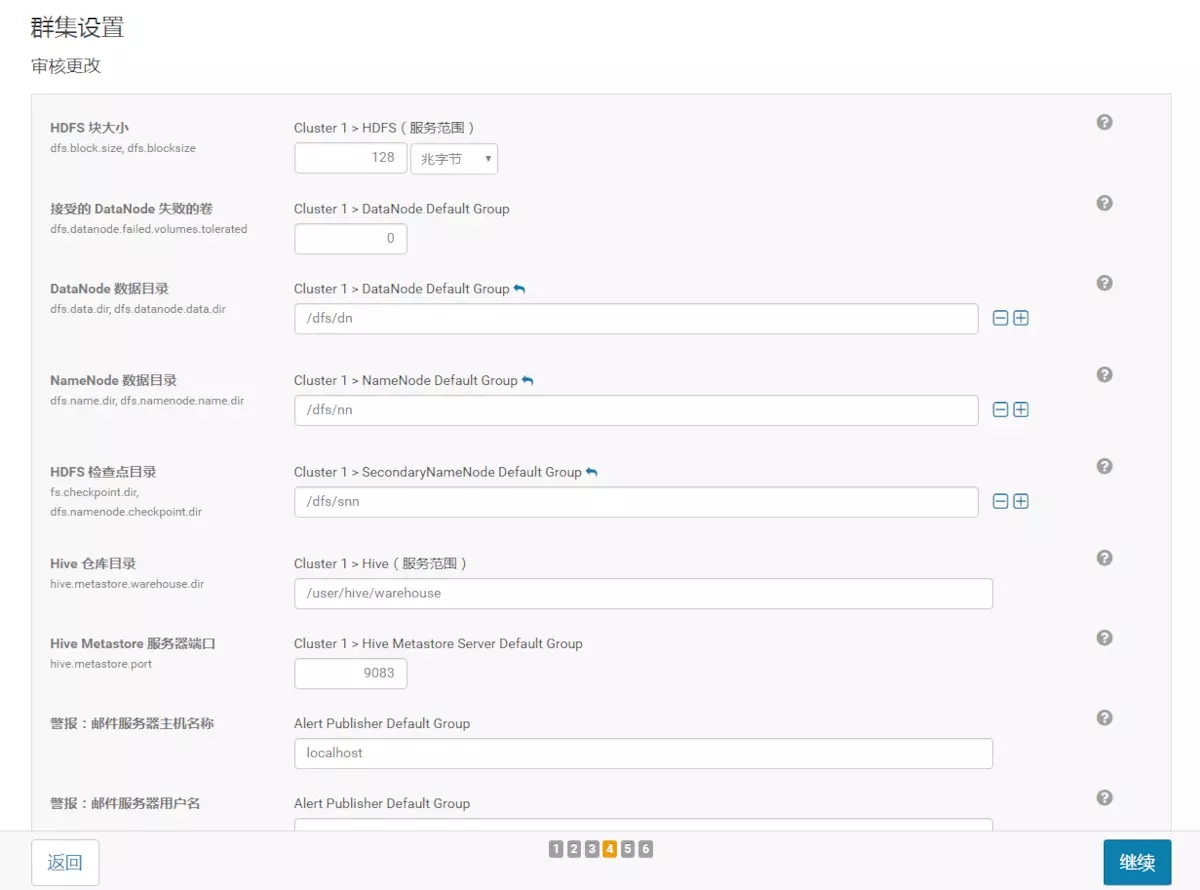 群集设置
审核更改
HDFS 块大小
dfs.block.size, dfs.blocksize
Cluster 1 > HDFS ( 服务范围 )
128 兆字节
接受的 DataNode 失败的卷
dfs.datanode.failed.volumes.tolerated
Cluster 1 > DataNode Default Group
0
DataNode 数据目录
dfs.data.dir, dfs.datanode.data.dir
Cluster 1 > DataNode Default Group
/dfs/dn
NameNode 数据目录
dfs.name.dir, dfs.namenode.name.dir
Cluster 1 > NameNode Default Group
/dfs/nn
HDFS 检查点目录
fs.checkpoint.dir,
dfs.namenode.checkpoint.dir
Cluster 1 > SecondaryNameNode Default Group
/dfs/snn
Hive 仓库目录
hive.metastore.warehouse.dir
Cluster 1 > Hive ( 服务范围 )
/user/hive/warehouse
Hive Metastore 服务器端口
hive.metastore.port
Cluster 1 > Hive Metastore Server Default Group
9083
警报：邮件服务器主机名称
Alert Publisher Default Group
localhost
警报：邮件服务器用户名
Alert Publisher Default Group
返回
1 2 3 4 5 6
继续